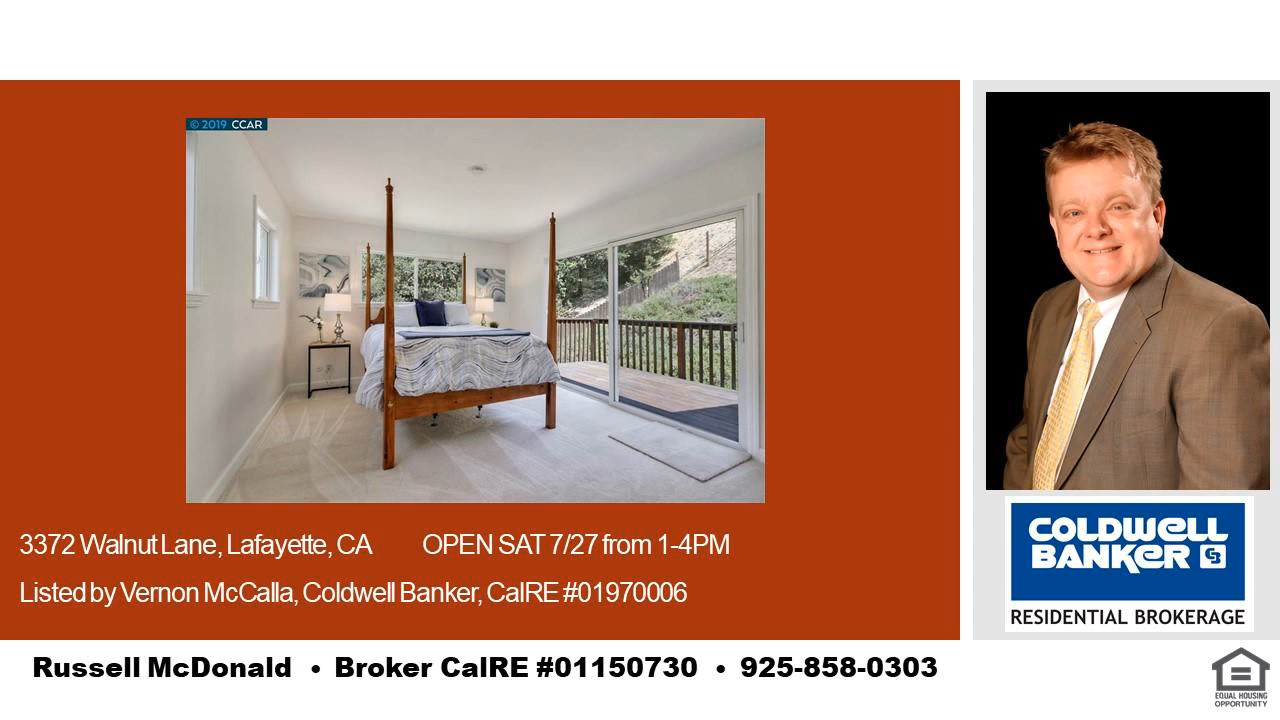 © 2019 CCAR
3372 Walnut Lane, Lafayette, CA OPEN SAT 7/27 from 1-4PM
Listed by Vernon McCalla, Coldwell Banker, CalRE #01970006
COLDWELL
BANKER CB
RESIDENTIAL BROKERAGE
Russell McDonald • Broker CalRE #01150730 • 925-858-0303
EQUAL HOUSING
OPPORTUNITY